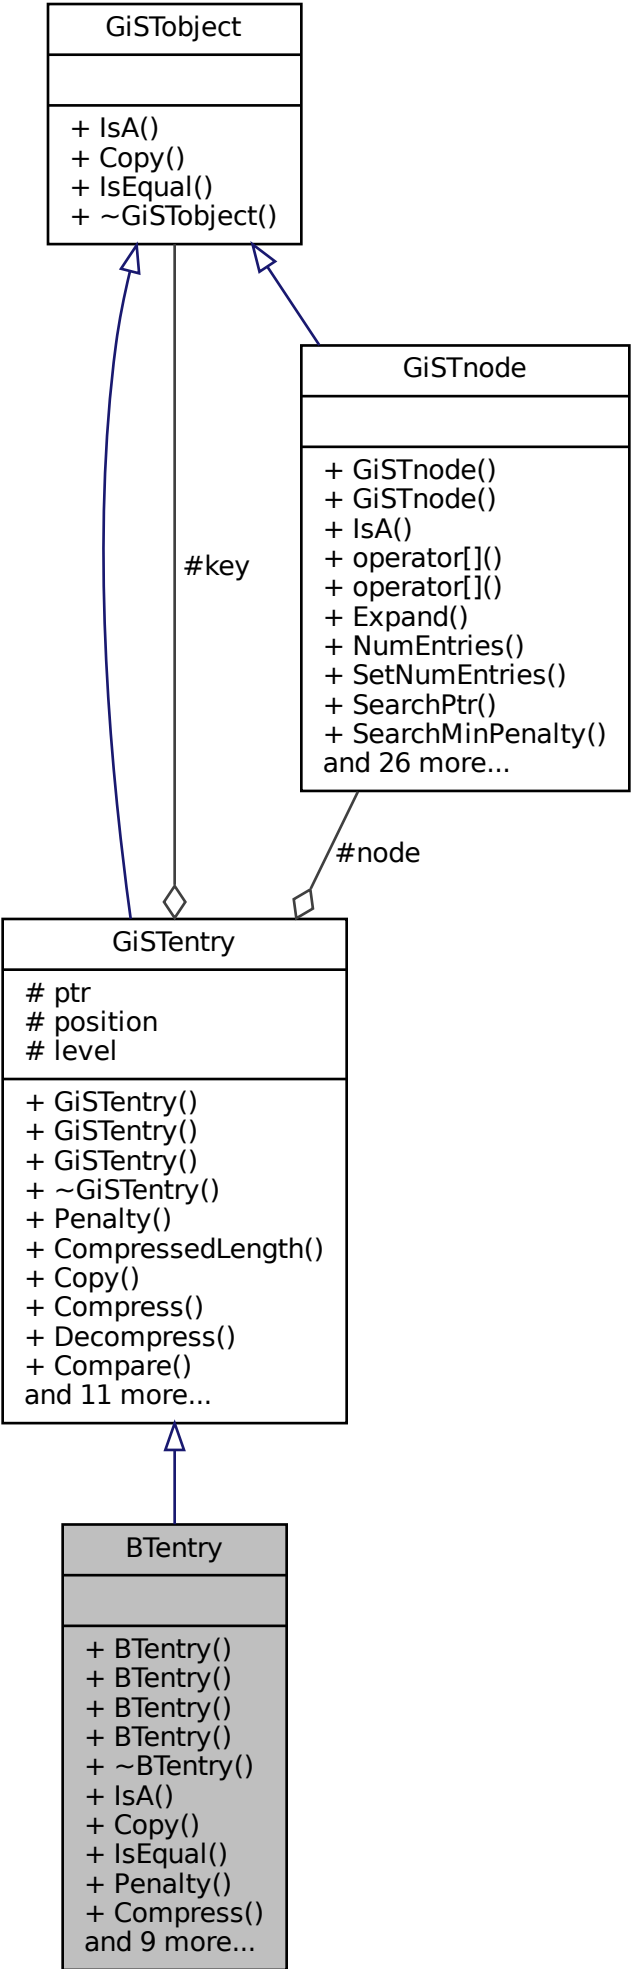 GiSTobject
+ IsA()
+ Copy()
+ IsEqual()
+ ~GiSTobject()
#key
GiSTnode
+ GiSTnode()
+ GiSTnode()
+ IsA()
+ operator[]()
+ operator[]()
+ Expand()
+ NumEntries()
+ SetNumEntries()
+ SearchPtr()
+ SearchMinPenalty()
and 26 more...
#node
GiSTentry
# ptr
# position
# level
+ GiSTentry()
+ GiSTentry()
+ GiSTentry()
+ ~GiSTentry()
+ Penalty()
+ CompressedLength()
+ Copy()
+ Compress()
+ Decompress()
+ Compare()
and 11 more...
BTentry
+ BTentry()
+ BTentry()
+ BTentry()
+ BTentry()
+ ~BTentry()
+ IsA()
+ Copy()
+ IsEqual()
+ Penalty()
+ Compress()
and 9 more...